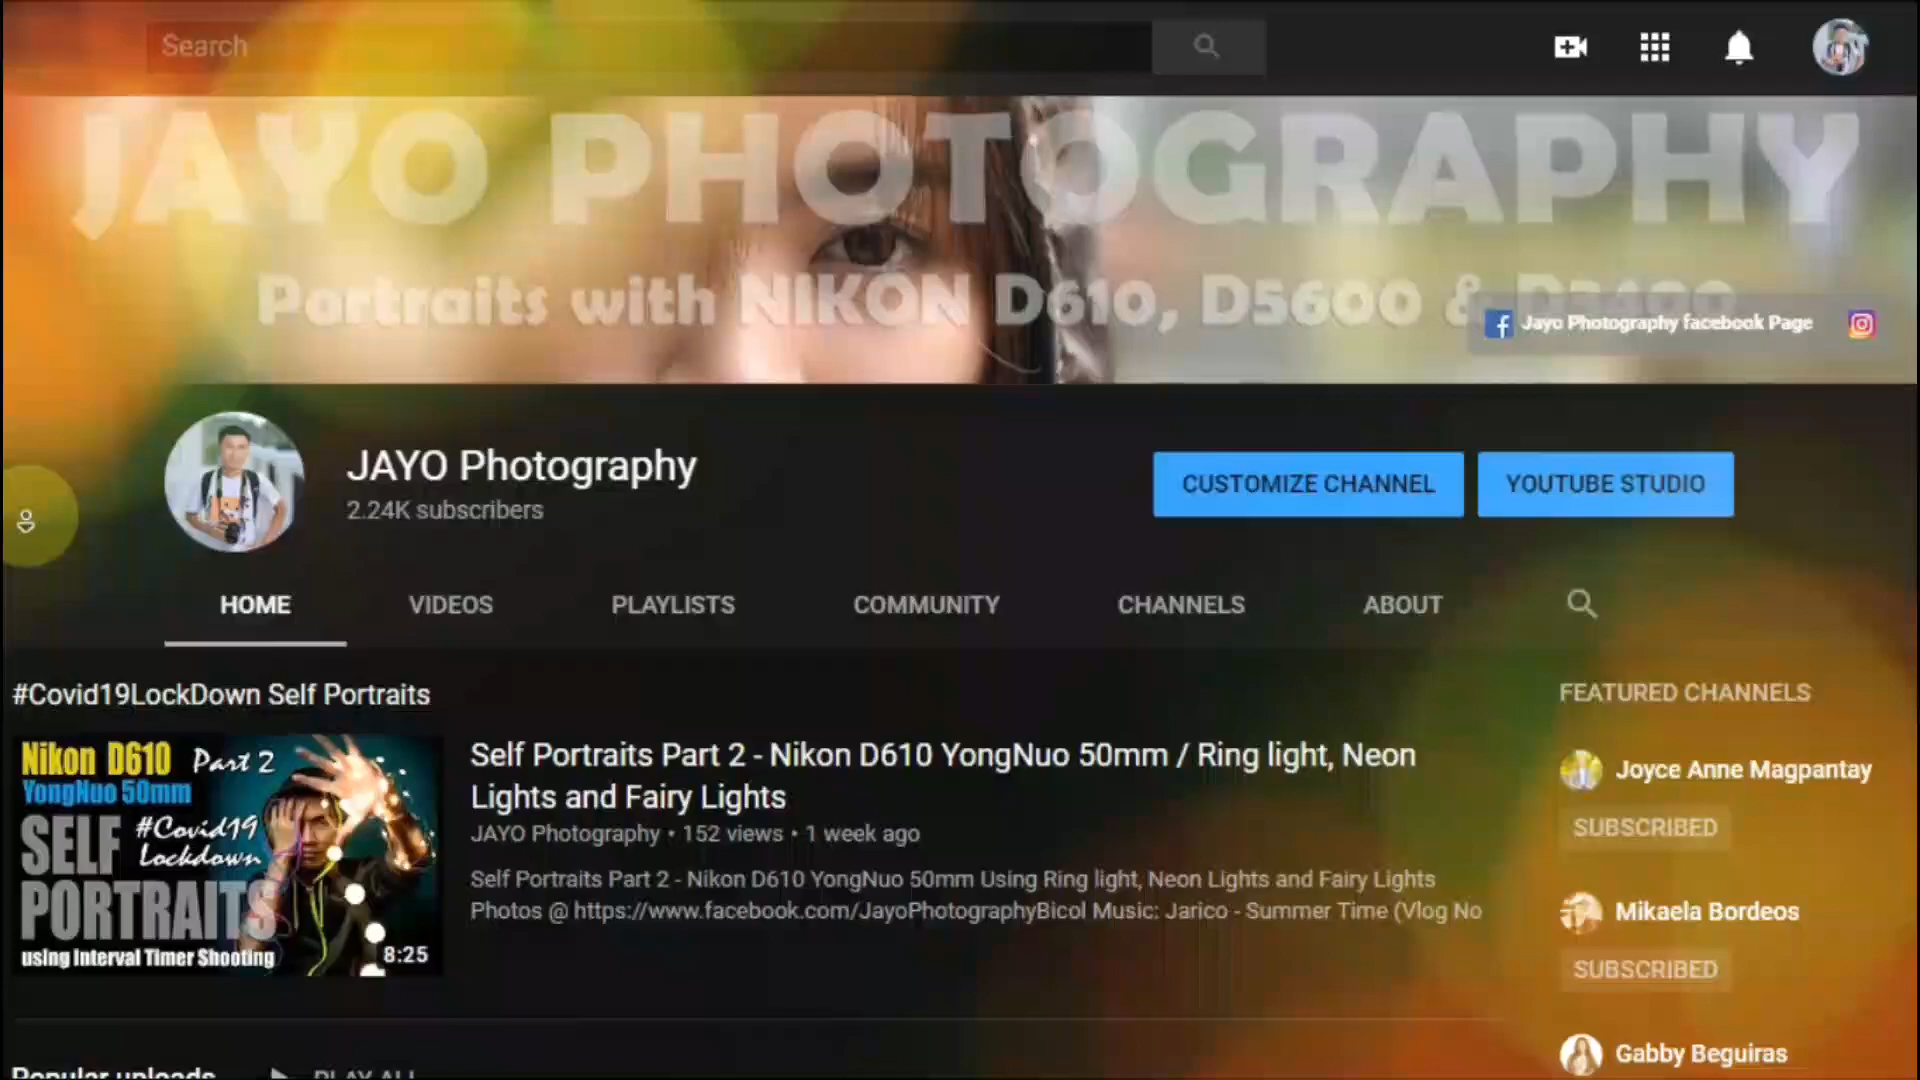 Search
JAYO PHOTOGRAPHY
Portraits with NIKON D610, D5600 & D3400
Jayo Photography facebook Page
JAYO Photography
2.24K subscribers
CUSTOMIZE CHANNEL
YOUTUBE STUDIO
HOME
VIDEOS
PLAYLISTS
COMMUNITY
CHANNELS
ABOUT
#Covid19LockDown Self Portraits
Nikon D610 Part 2
YongNuo 50mm
#Covid19
Lockdown
SELF
PORTRAITS
using Interval Timer Shooting
8:25
Self Portraits Part 2 - Nikon D610 YongNuo 50mm / Ring light, Neon
Lights and Fairy Lights
JAYO Photography • 152 views • 1 week ago
Self Portraits Part 2 - Nikon D610 YongNuo 50mm Using Ring light, Neon Lights and Fairy Lights
Photos @ https://www.facebook.com/JayoPhotographyBicol Music: Jarico - Summer Time (Vlog No
FEATURED CHANNELS
Joyce Anne Magpantay
SUBSCRIBED
Mikaela Bordeos
SUBSCRIBED
Gabby Beguiras
Popular uploads
PLAY ALL